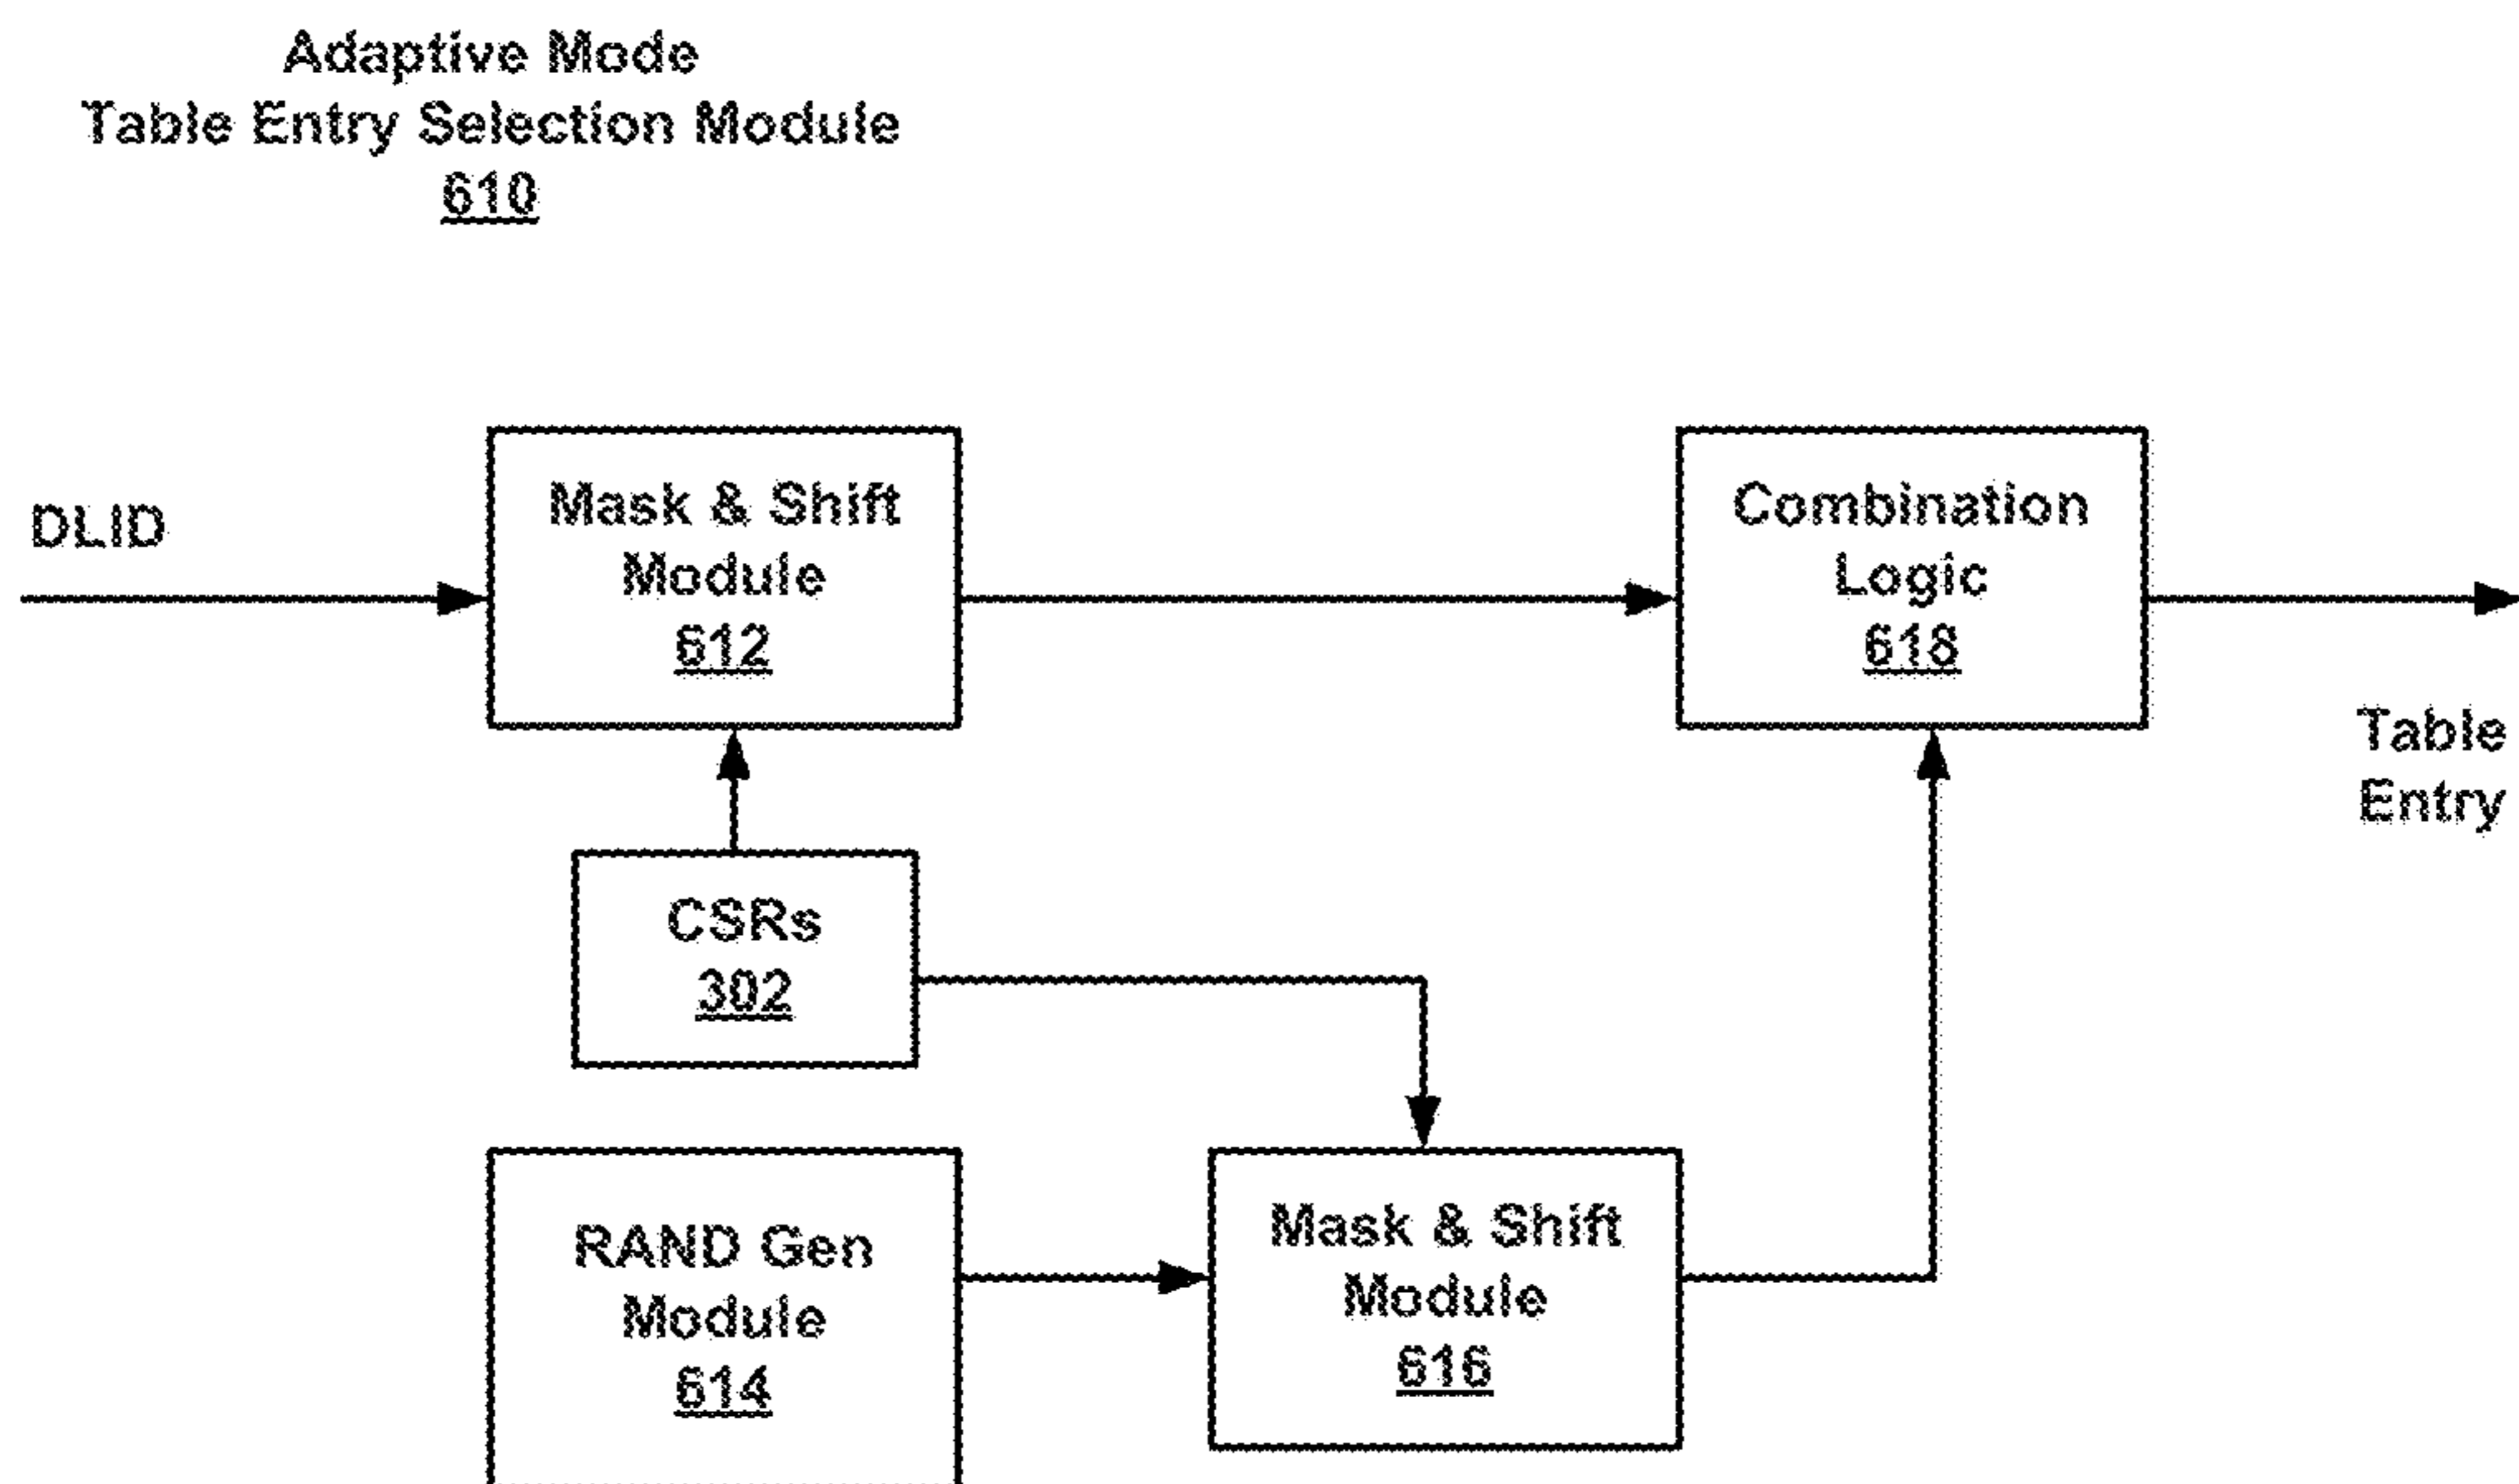 Adaptive Mode
Table Entry Selection Module
610
DLID
Mask & Shift
Module
612
Combination
Logic
618
Table
Entry
CSRs
302
RAND Gen
Module
614
Mask & Shift
Module
616